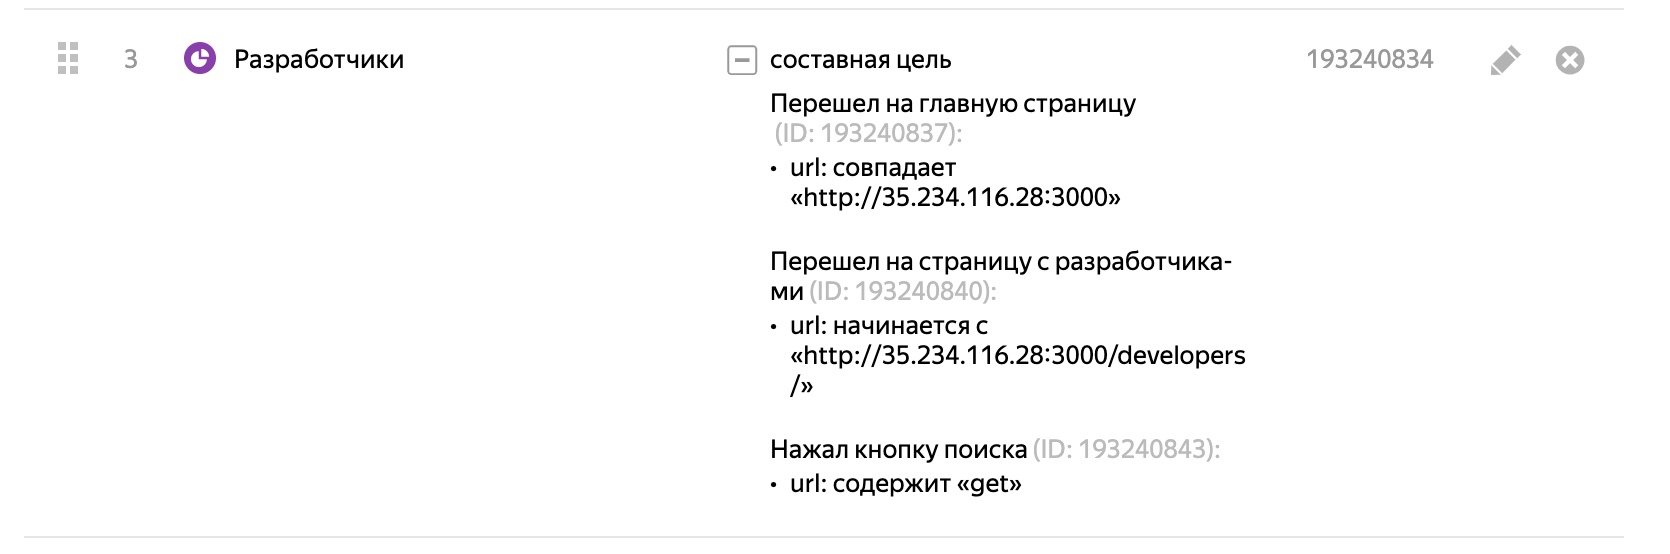 3 Разработчики составная цель 193240834
Перешел на главную страницу
(ID: 193240837):
• url: совпадает
«http://35.234.116.28:3000»
Перешел на страницу с разработчика-
ми (ID: 193240840):
• url: начинается с
«http://35.234.116.28:3000/developers
/»
Нажал кнопку поиска (ID: 193240843):
• url: содержит «get»